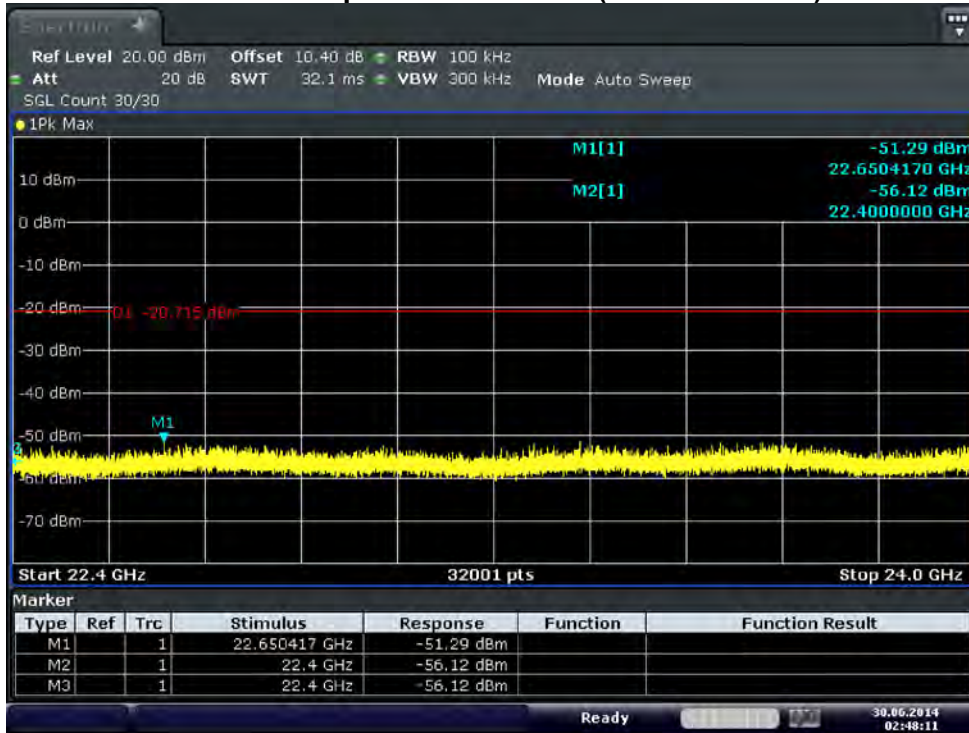 Spectrum
Ref Level 20.00 dBm Offset 10.40 dB RBW 100 kHz
Att 20 dB SWT 32.1 ms VBW 300 kHz Mode Auto Sweep
SGL Count 30/30
1Pk Max
M1[1] -51.29 dBm
22.6504170 GHz
10 dBm
M2[1] -56.12 dBm
22.4000000 GHz
0 dBm
-10 dBm
-20 dBm
D1 -20.715 dBm
-30 dBm
-40 dBm
M1
-50 dBm
-60 dBm
-70 dBm
Start 22.4 GHz 32001 pts Stop 24.0 GHz
Marker
Type Ref Trc Stimulus Response Function Function Result
M1 1 22.650417 GHz -51.29 dBm
M2 1 22.4 GHz -56.12 dBm
M3 1 22.4 GHz -56.12 dBm
Ready 30.06.2014
02:48:11